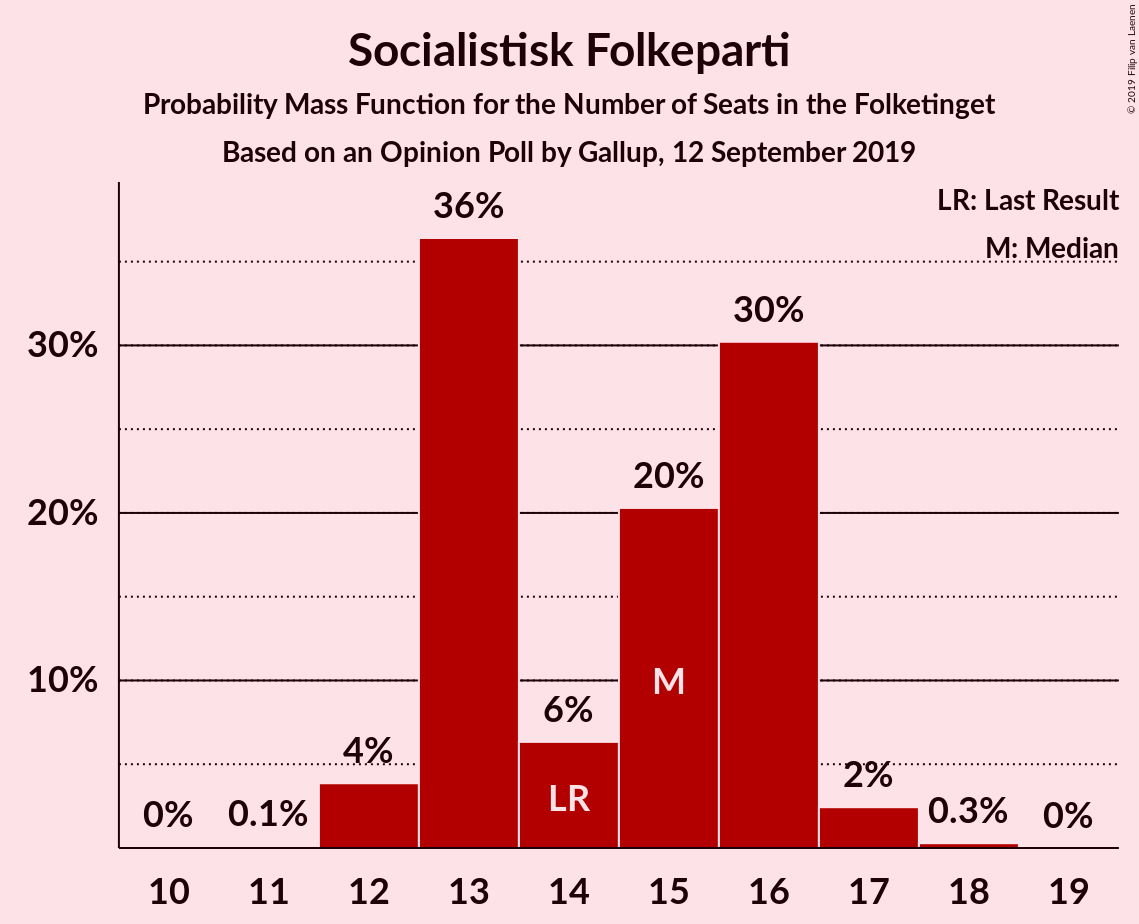 Socialistisk Folkeparti
Probability Mass Function for the Number of Seats in the Folketinget
Based on an Opinion Poll by Gallup, 12 September 2019
© 2019 Filip van Laenen
LR: Last Result
M: Median
36%
30%
30%
20%
20%
M
10%
6%
4%
LR
2%
0%
0.1%
0.3%
0%
10 11 12 13 14 15 16 17 18 19